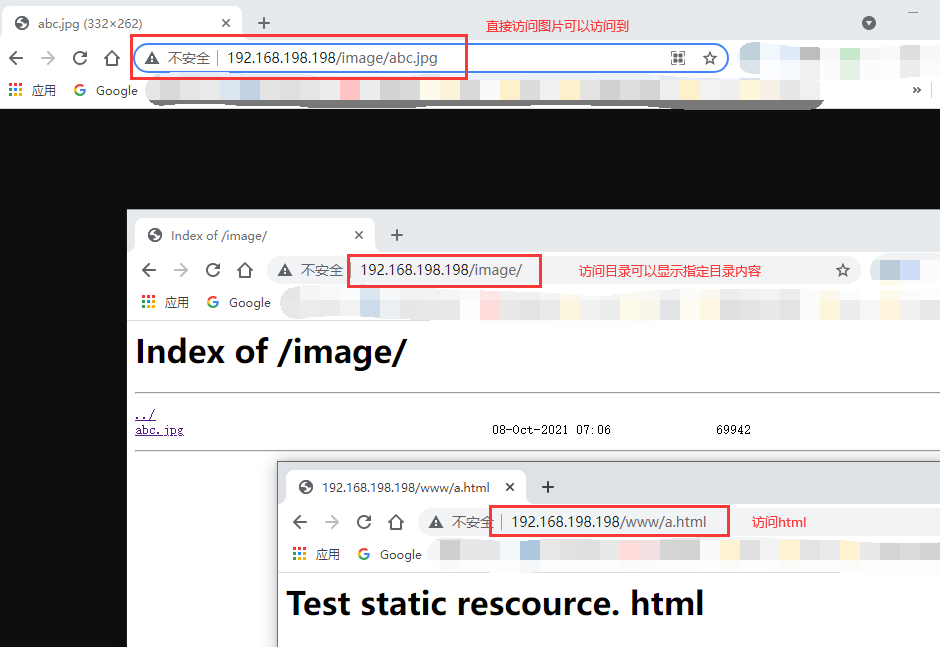 abc.jpg (332×262)
直接访问图片可以访问到
不安全 192.168.198.198/image/abc.jpg
应用 Google »
Index of /image/
不安全 192.168.198.198/image/ 访问目录可以显示指定目录内容
应用 Google
Index of /image/
../
abc.jpg 08-Oct-2021 07:06 69942
192.168.198.198/www/a.html
不安全 192.168.198.198/www/a.html 访问html
应用 Google
Test static rescource. html